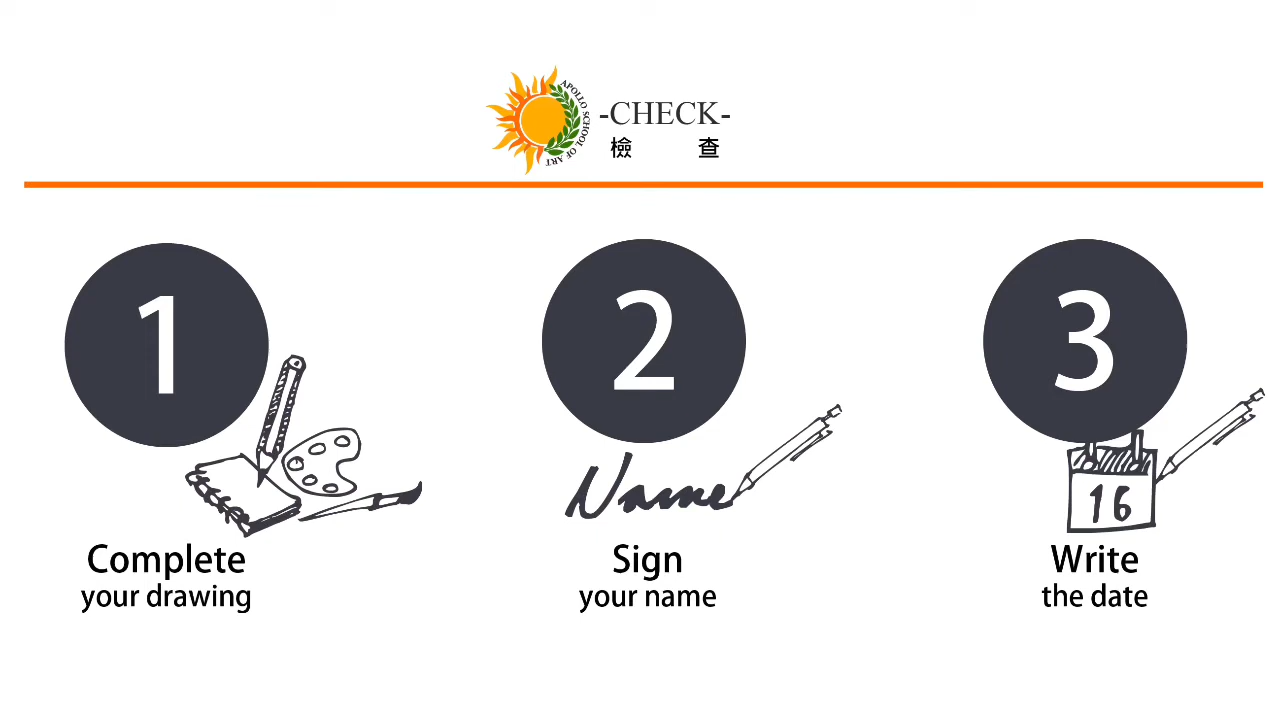 APOLLO SCHOOL OF ART
-CHECK-
檢 查
1
2
3
Name
16
Complete
your drawing
Sign
your name
Write
the date